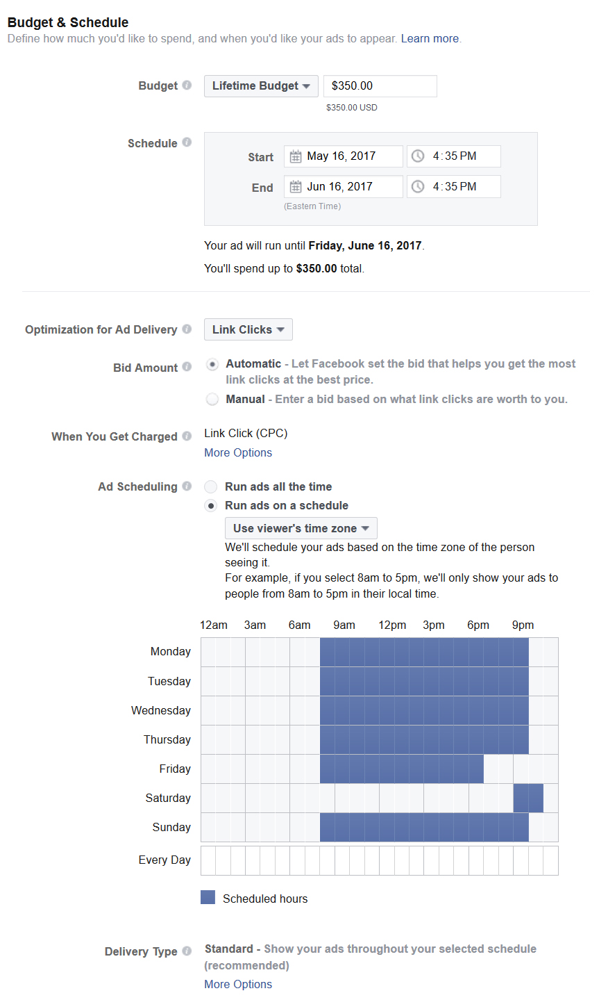 Budget & Schedule
Define how much you'd like to spend, and when you'd like your ads to appear. Learn more.
Budget i Lifetime Budget $350.00
$350.00 USD
Schedule i
Start May 16, 2017 4:35 PM
End Jun 16, 2017 4:35 PM
(Eastern Time)
Your ad will run until Friday, June 16, 2017.
You'll spend up to $350.00 total.
Optimization for Ad Delivery i Link Clicks
Bid Amount i Automatic - Let Facebook set the bid that helps you get the most
link clicks at the best price.
Manual - Enter a bid based on what link clicks are worth to you.
When You Get Charged i Link Click (CPC)
More Options
Ad Scheduling i Run ads all the time
Run ads on a schedule
Use viewer's time zone
We'll schedule your ads based on the time zone of the person
seeing it.
For example, if you select 8am to 5pm, we'll only show your ads to
people from 8am to 5pm in their local time.
12am 3am 6am 9am 12pm 3pm 6pm 9pm
Monday
Tuesday
Wednesday
Thursday
Friday
Saturday
Sunday
Every Day
Scheduled hours
Delivery Type i Standard - Show your ads throughout your selected schedule
(recommended)
More Options